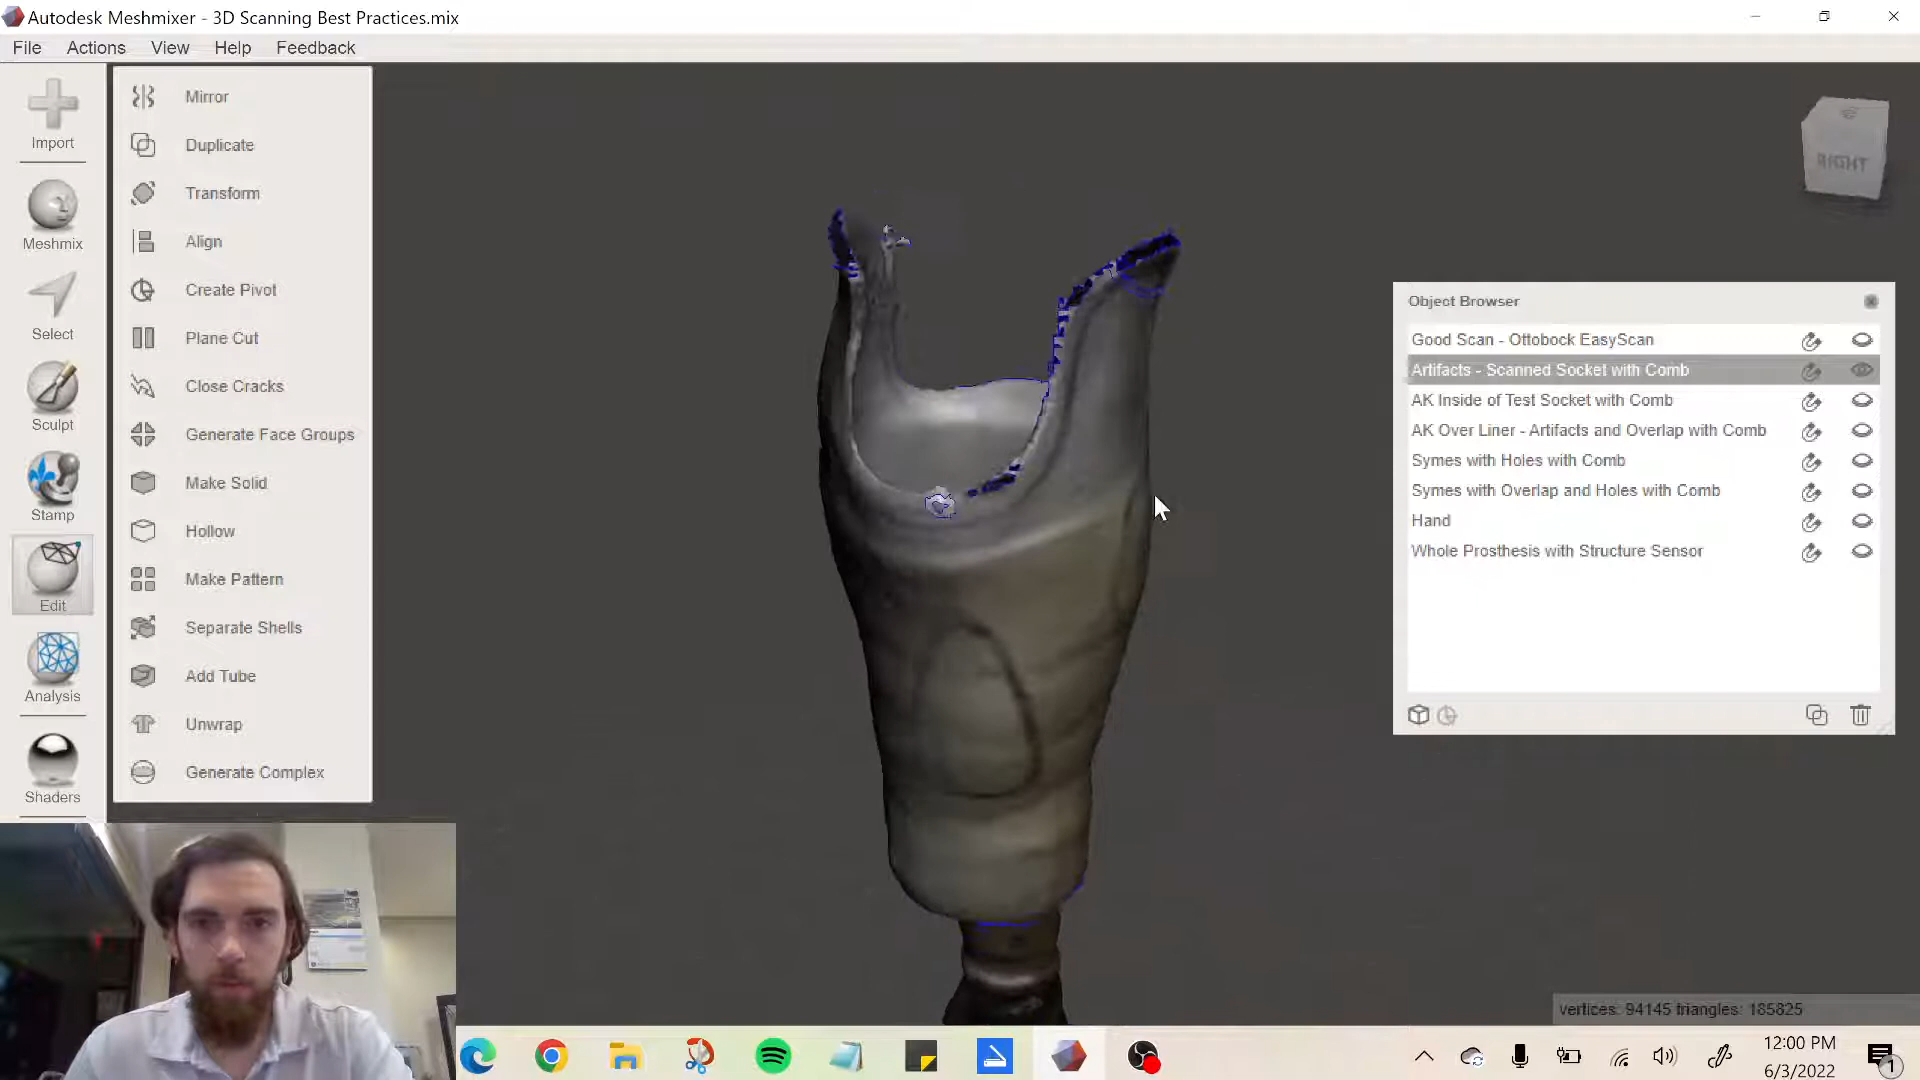 Autodesk Meshmixer - 3D Scanning Best Practices.mix
File Actions View Help Feedback
Import
Meshmix
Select
Sculpt
Stamp
Edit
Analysis
Shaders
Mirror
Duplicate
Transform
Align
Create Pivot
Plane Cut
Close Cracks
Generate Face Groups
Make Solid
Hollow
Make Pattern
Separate Shells
Add Tube
Unwrap
Generate Complex
RIGHT
Object Browser
Good Scan - Ottobock EasyScan
Artifacts - Scanned Socket with Comb
AK Inside of Test Socket with Comb
AK Over Liner - Artifacts and Overlap with Comb
Symes with Holes with Comb
Symes with Overlap and Holes with Comb
Hand
Whole Prosthesis with Structure Sensor
vertices: 94145 triangles: 185825
12:00 PM
6/3/2022
1